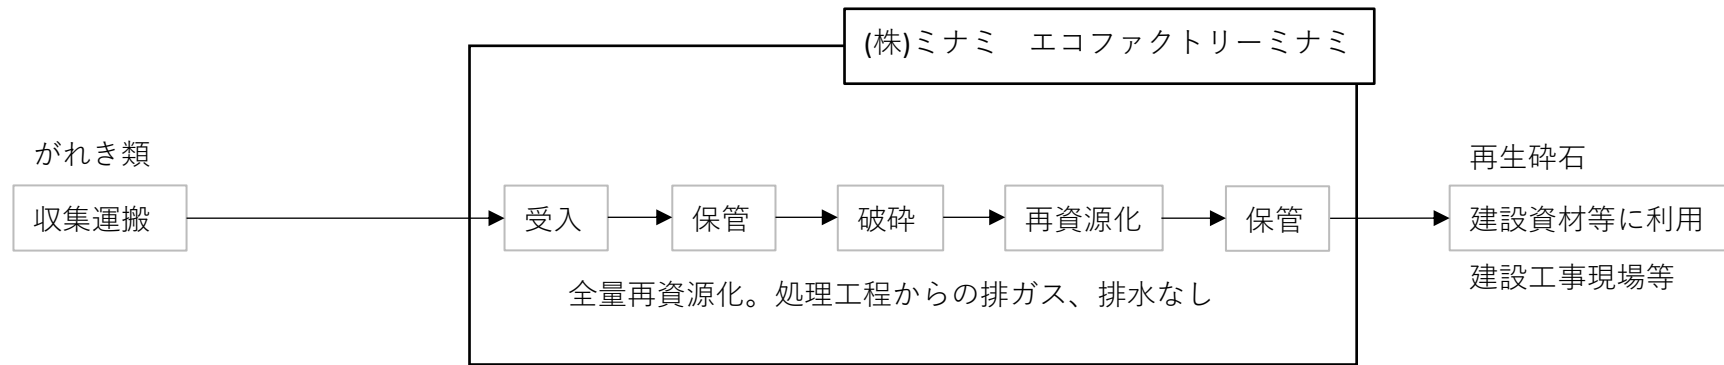 (株)ミナミ　エコファクトリーミナミ
がれき類
再生砕石
収集運搬
受入
保管
破砕
再資源化
保管
建設資材等に利用
建設工事現場等
全量再資源化。処理工程からの排ガス、排水なし